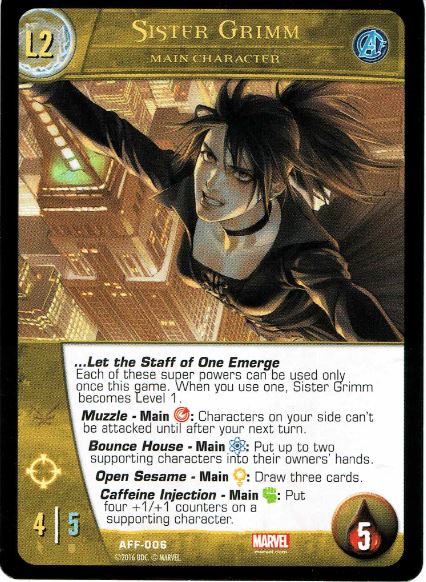 L2
SISTER GRIMM
MAIN CHARACTER
...Let the Staff of One Emerge
Each of these super powers can be used only
once this game. When you use one, Sister Grimm
becomes Level 1.
Muzzle - Main : Characters on your side can't
be attacked until after your next turn.
Bounce House - Main : Put up to two
supporting characters into their owners' hands.
Open Sesame - Main : Draw three cards.
Caffeine Injection - Main : Put
four +1/+1 counters on a
supporting character.
4 | 5
5
AFF-006
©2016 UDC. © MARVEL
MARVEL
marvel.com